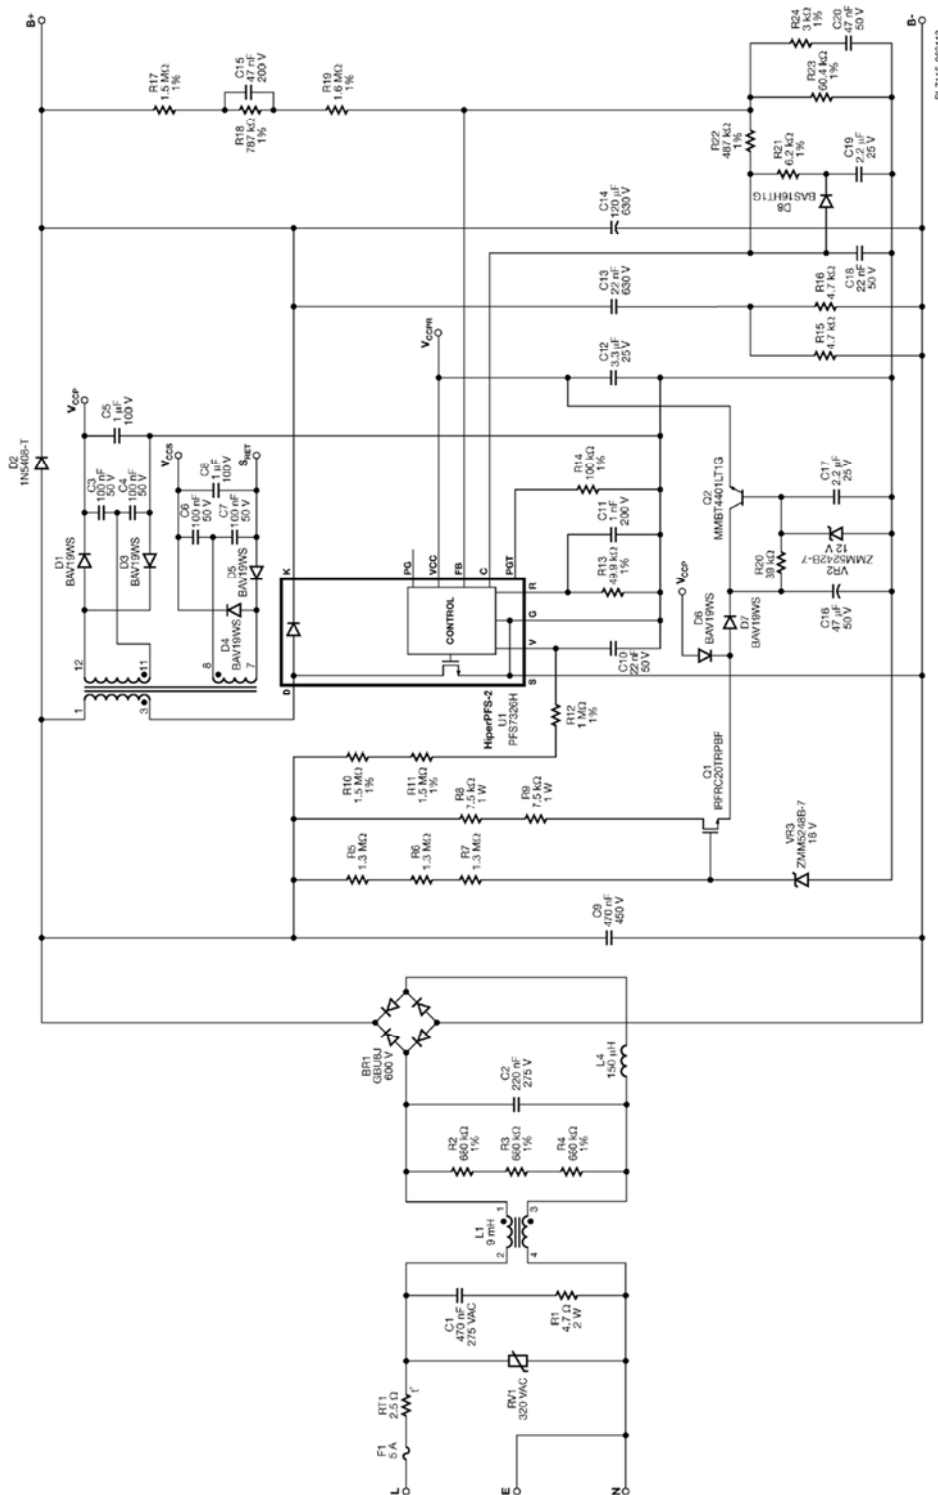 B+
B-
R17
1.5 MΩ
1%
C15
47 nF
200 V
R18
787 kΩ
1%
R19
1.6 MΩ
1%
R24
3 kΩ
1%
C20
47 nF
50 V
R23
60.4 kΩ
1%
R22
487 kΩ
1%
R21
6.2 kΩ
1%
C19
2.2 µF
25 V
D8
BAS16HT1G
C18
22 nF
50 V
C14
120 µF
630 V
C13
22 nF
630 V
R16
4.7 kΩ
R15
4.7 kΩ
VCCPR
C12
3.3 µF
25 V
D2
1N5408-T
VCCP
C5
1 µF
100 V
C3
100 nF
50 V
C4
100 nF
50 V
D1
BAV19WS
D3
BAV19WS
VCCS
SRET
C8
1 µF
100 V
C6
100 nF
50 V
C7
100 nF
50 V
D5
BAV19WS
D4
BAV19WS
12
11
8
7
1
3
D
K
PG
VCC
FB
C
PGT
CONTROL
R
G
V
S
HiperPFS-2
U1
PFS7326H
R14
100 kΩ
1%
C11
1 nF
200 V
R13
49.9 kΩ
1%
C10
22 nF
50 V
R12
1 MΩ
1%
Q2
MMBT4401LT1G
C17
2.2 µF
25 V
R20
39 kΩ
VR2
ZMM5242B-7
12 V
C16
47 µF
50 V
VCCP
D6
BAV19WS
D7
BAV19WS
Q1
IRFRC20TRPBF
R10
1.5 MΩ
1%
R11
1.5 MΩ
1%
R8
7.5 kΩ
1 W
R9
7.5 kΩ
1 W
R5
1.3 MΩ
R6
1.3 MΩ
R7
1.3 MΩ
VR3
ZMM5248B-7
18 V
C9
470 nF
450 V
BR1
GBU8J
600 V
L4
150 µH
C2
220 nF
275 V
R2
680 kΩ
1%
R3
680 kΩ
1%
R4
680 kΩ
1%
L1
9 mH
1
2
3
4
C1
470 nF
275 VAC
R1
4.7 Ω
2 W
RT1
2.5 Ω
t°
RV1
320 VAC
F1
5 A
L
E
N